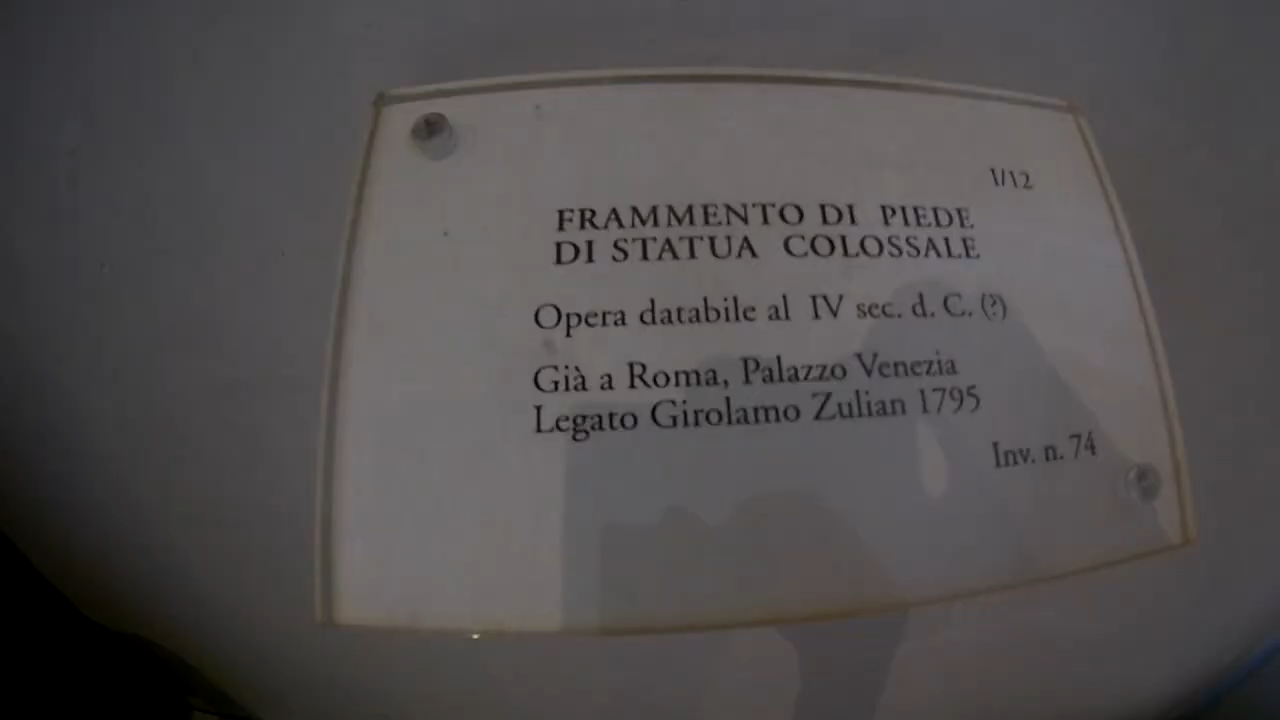 I/12
FRAMMENTO DI PIEDE
DI STATUA COLOSSALE
Opera databile al IV sec. d. C. (?)
Già a Roma, Palazzo Venezia
Legato Girolamo Zulian 1795
Inv. n. 74